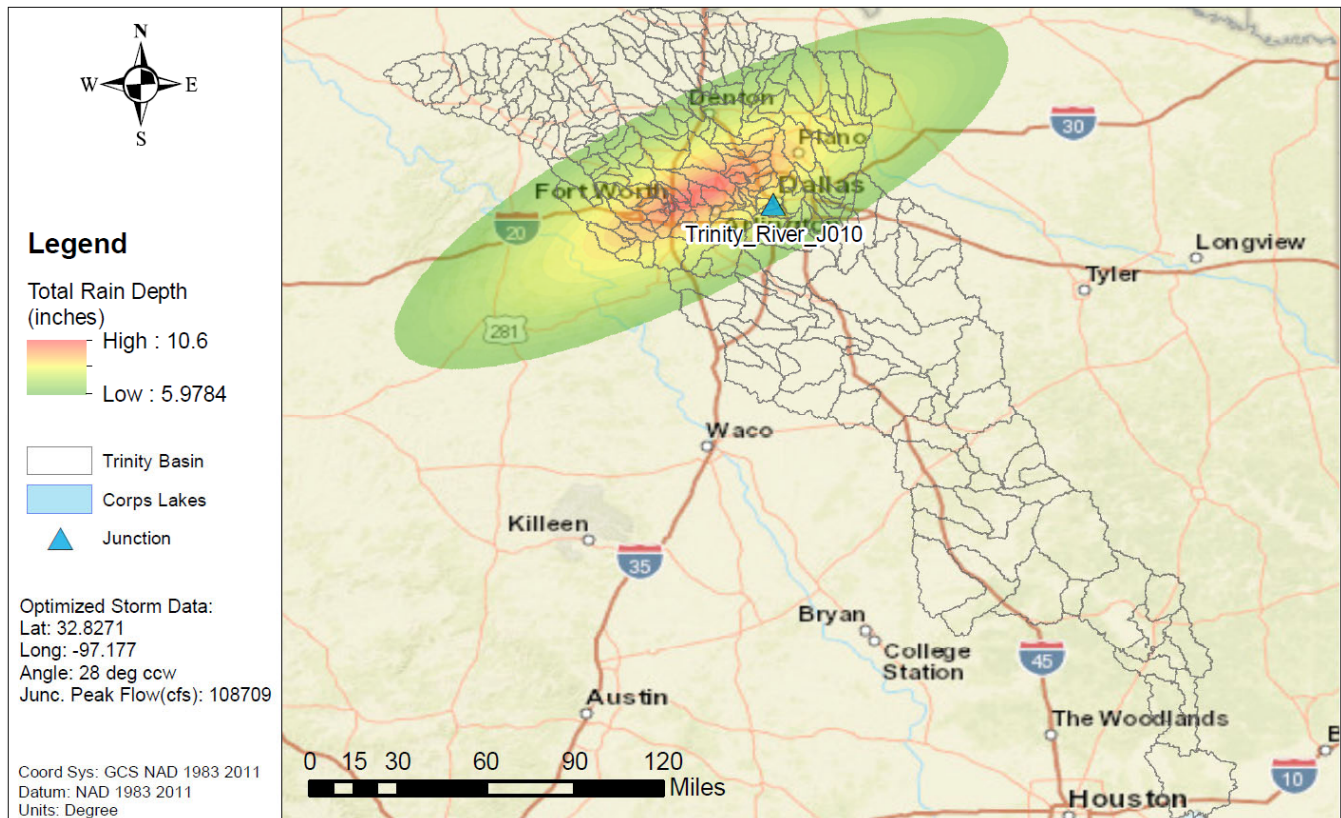 N
W
E
S
Legend
Total Rain Depth
(inches)
High : 10.6
Low : 5.9784
Trinity Basin
Corps Lakes
Junction
Optimized Storm Data:
Lat: 32.8271
Long: -97.177
Angle: 28 deg ccw
Junc. Peak Flow(cfs): 108709
Coord Sys: GCS NAD 1983 2011
Datum: NAD 1983 2011
Units: Degree
Denton
Plano
30
Fort Worth
Dallas
20
Trinity_River_J010
Longview
Tyler
281
Waco
Killeen
35
Bryan
College
Station
45
Austin
The Woodlands
0 15 30 60 90 120
Miles
B
10
Houston